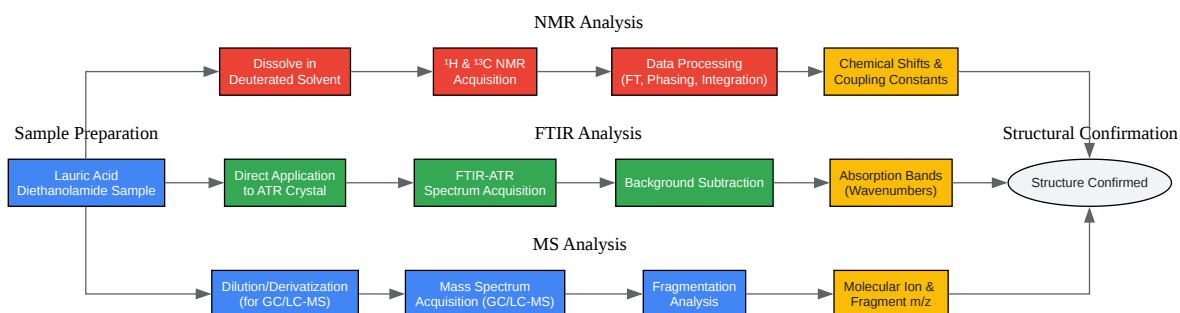 NMR Analysis
Dissolve in
Deuterated Solvent
¹H & ¹³C NMR
Acquisition
Data Processing
(FT, Phasing, Integration)
Chemical Shifts &
Coupling Constants
Sample Preparation
FTIR Analysis
Structural Confirmation
Lauric Acid
Diethanolamide Sample
Direct Application
to ATR Crystal
FTIR-ATR
Spectrum Acquisition
Background Subtraction
Absorption Bands
(Wavenumbers)
Structure Confirmed
MS Analysis
Dilution/Derivatization
(for GC/LC-MS)
Mass Spectrum
Acquisition (GC/LC-MS)
Fragmentation
Analysis
Molecular Ion &
Fragment m/z